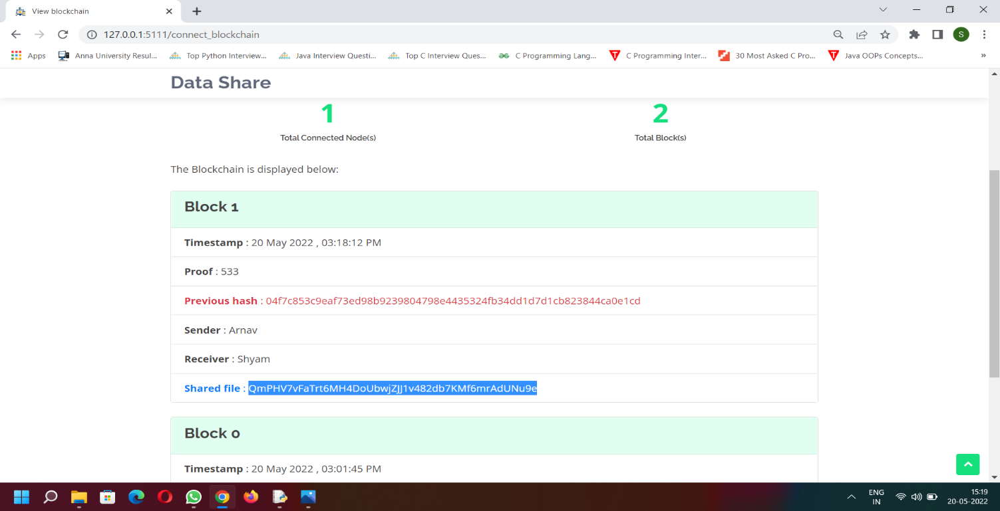 View blockchain
127.0.0.1:5111/connect_blockchain
S
Apps
Anna University Resul...
Top Python Interview...
Java Interview Questi...
Top C Interview Ques...
C Programming Lang...
C Programming Inter...
30 Most Asked C Pro...
Java OOPs Concepts...
»
Data Share
1
2
Total Connected Node(s)
Total Block(s)
The Blockchain is displayed below:
Block 1
Timestamp : 20 May 2022 , 03:18:12 PM
Proof : 533
Previous hash : 04f7c853c9eaf73ed98b9239804798e4435324fb34dd1d7d1cb823844ca0e1cd
Sender : Arnav
Receiver : Shyam
Shared file : QmPHV7vFaTrt6MH4DoUbwjZJJ1v482db7KMf6mrAdUNu9e
Block 0
Timestamp : 20 May 2022 , 03:01:45 PM
ENG
IN
15:19
20-05-2022